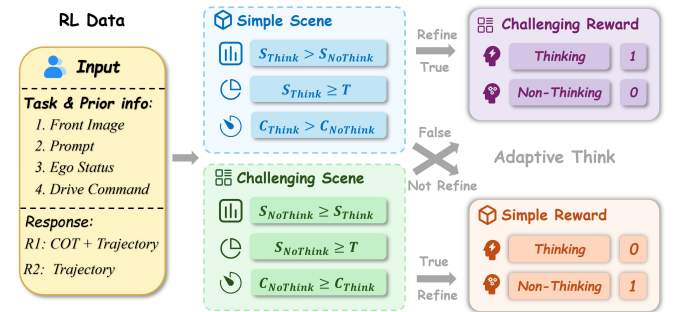 RL Data
Input
Task & Prior info:
1. Front Image
2. Prompt
3. Ego Status
4. Drive Command
Response:
R1: COT + Trajectory
R2: Trajectory
Simple Scene
S_Think > S_NoThink
S_Think ≥ T
C_Think > C_NoThink
Challenging Scene
S_NoThink ≥ S_Think
S_NoThink ≥ T
C_NoThink ≥ C_Think
Refine
True
False
Not Refine
True
Refine
Challenging Reward
Thinking 1
Non-Thinking 0
Adaptive Think
Simple Reward
Thinking 0
Non-Thinking 1